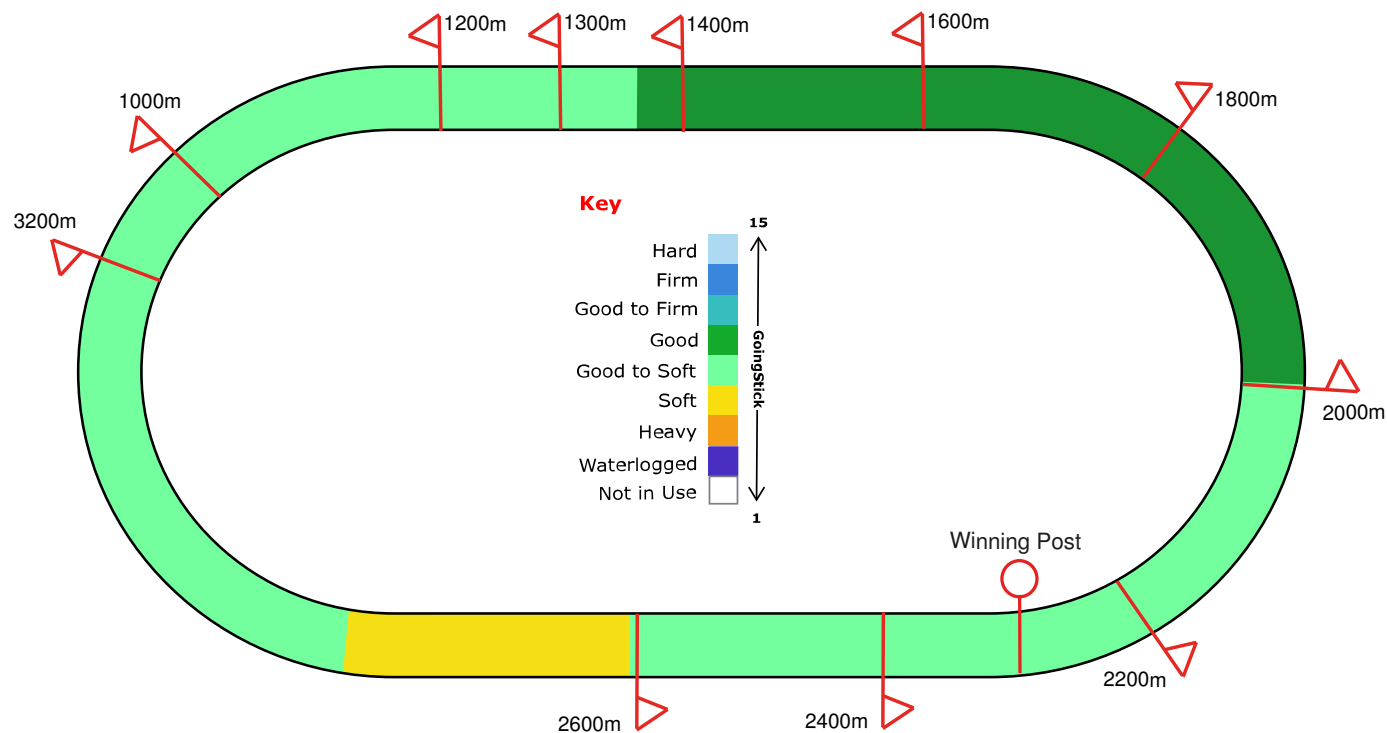 1200m
1300m
1400m
1600m
1000m
1800m
3200m
Key
15
Hard
Firm
Good to Firm
Good
Good to Soft
Soft
Heavy
Waterlogged
Not in Use
GoingStick
1
2000m
Winning Post
2200m
2600m
2400m